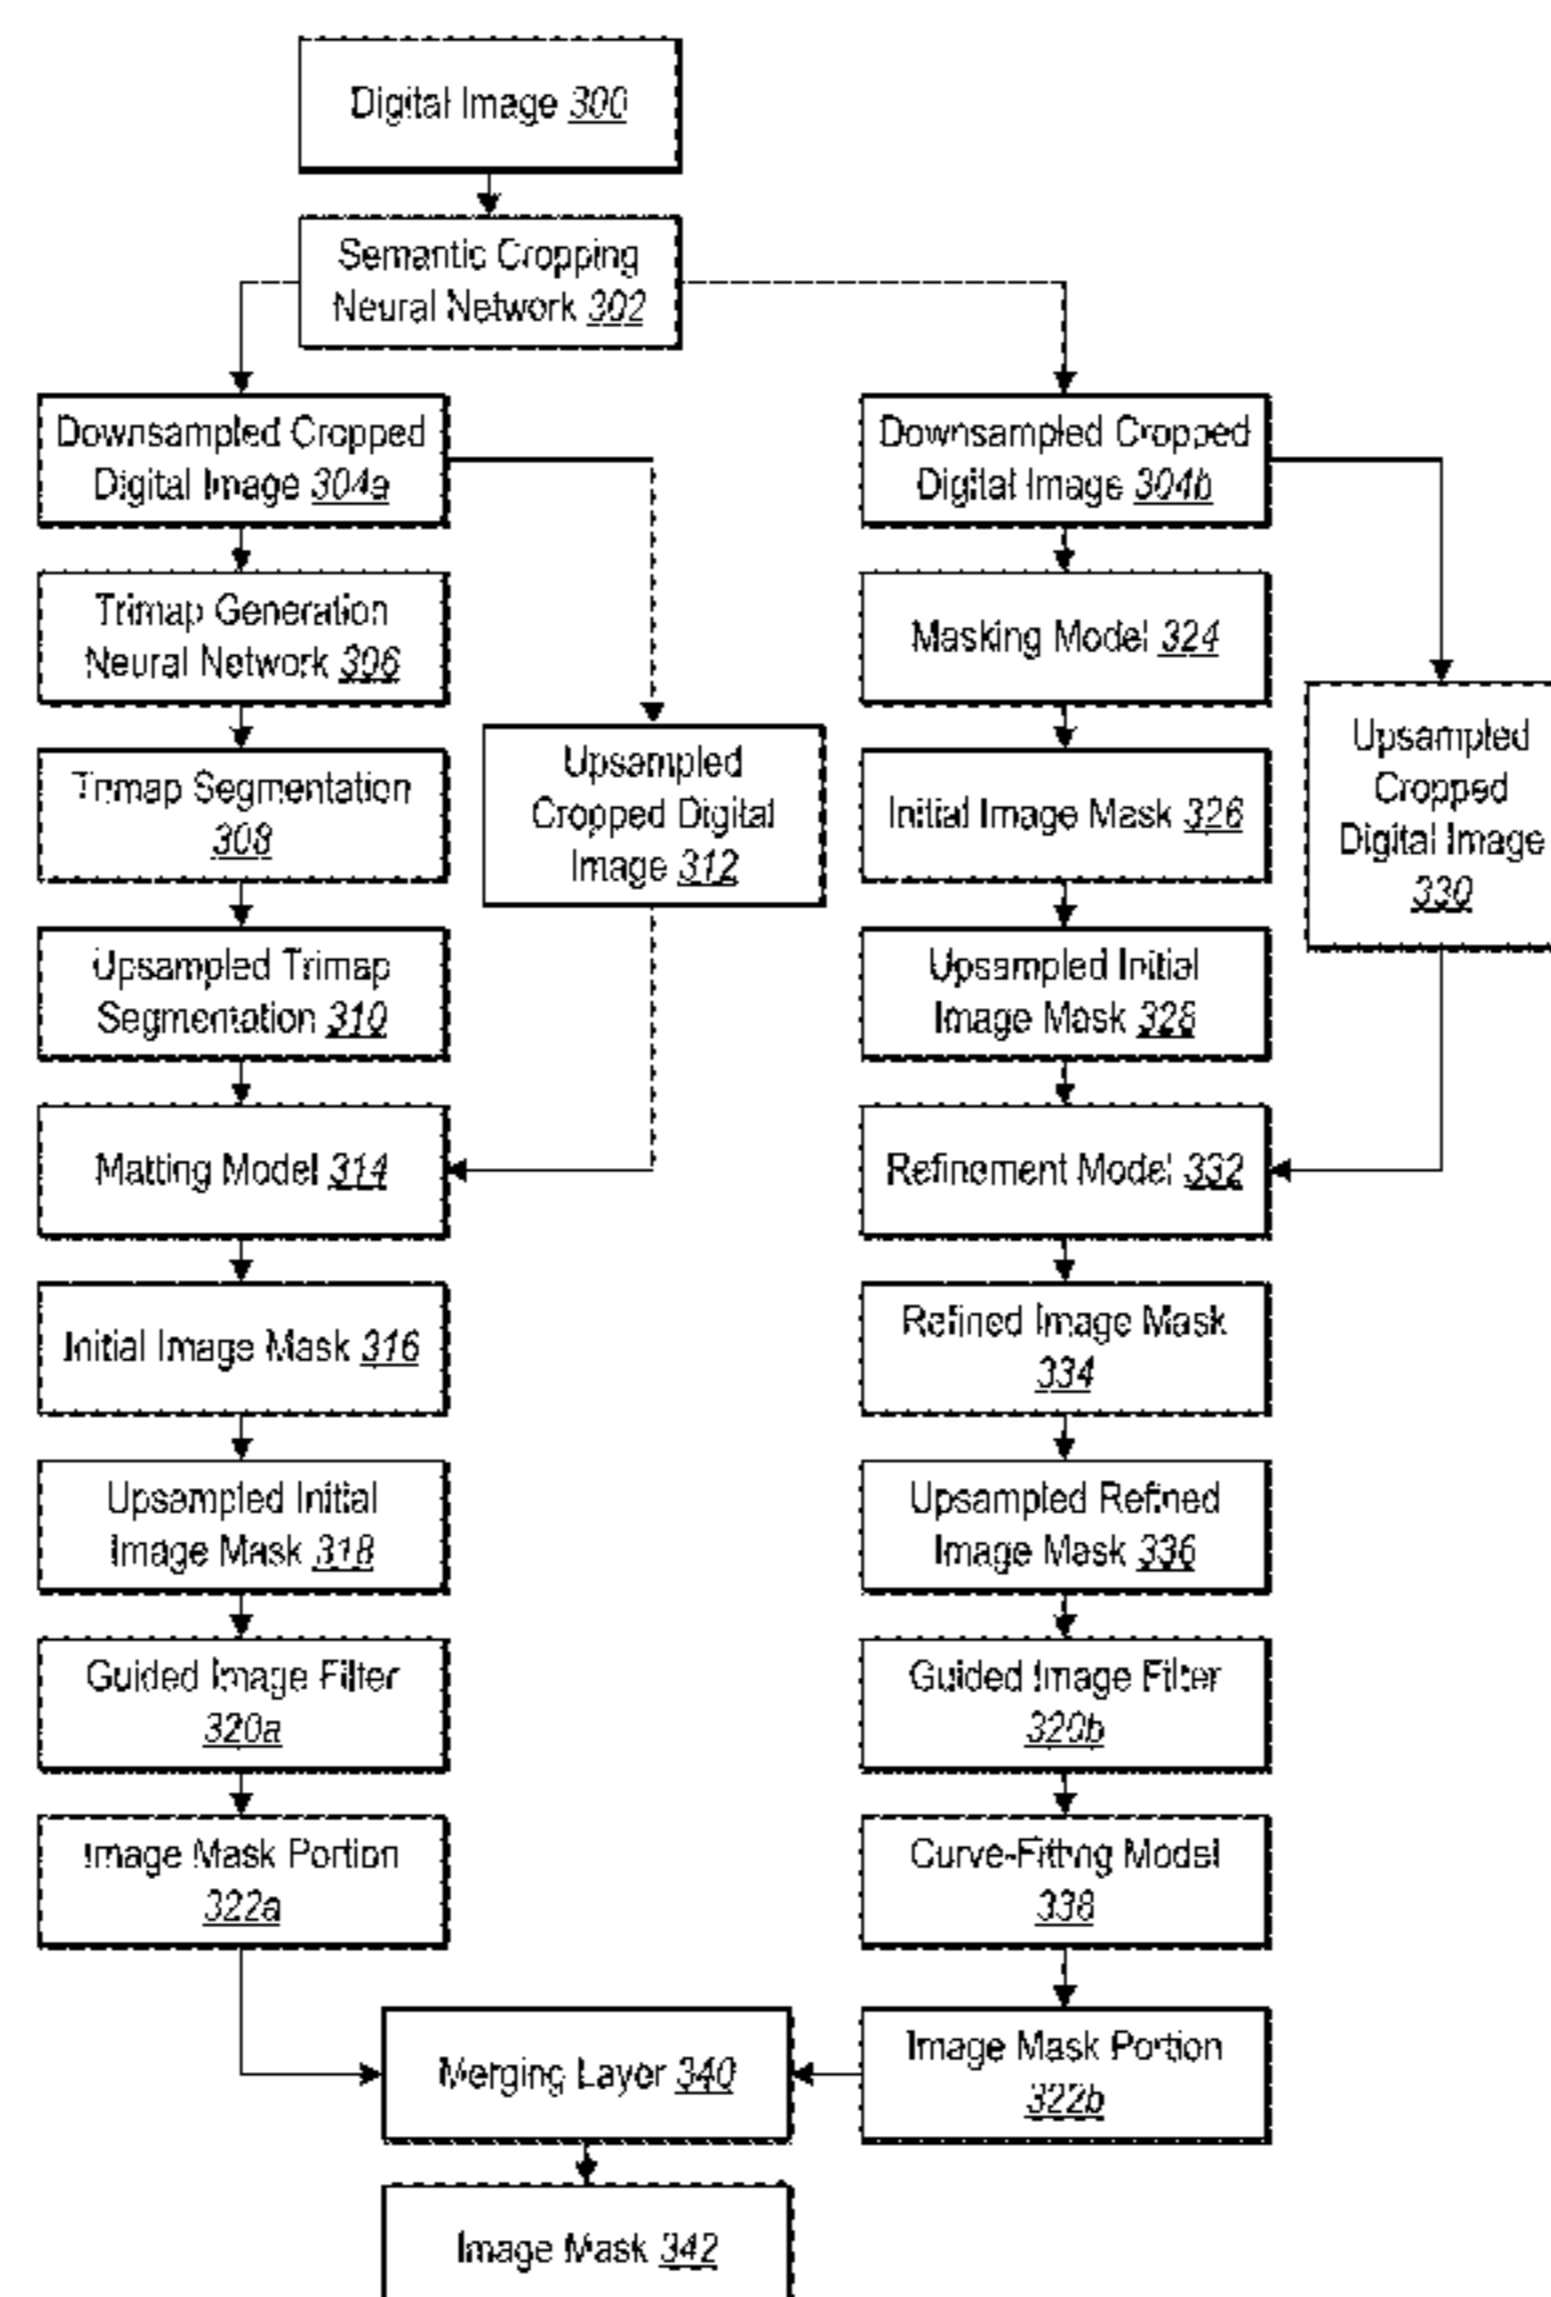 Digital Image 300
Semantic Cropping
Neural Network 302
Downsampled Cropped
Digital Image 304a
Trimap Generation
Neural Network 306
Trimap Segmentation
308
Upsampled
Cropped Digital
Image 312
Upsampled Trimap
Segmentation 310
Matting Model 314
Initial Image Mask 316
Upsampled Initial
Image Mask 318
Guided Image Filter
320a
Image Mask Portion
322a
Downsampled Cropped
Digital Image 304b
Masking Model 324
Initial Image Mask 326
Upsampled
Cropped
Digital Image
330
Upsampled Initial
Image Mask 328
Refinement Model 332
Refined Image Mask
334
Upsampled Refined
Image Mask 336
Guided Image Filter
320b
Curve-Fitting Model
338
Image Mask Portion
322b
Merging Layer 340
Image Mask 342